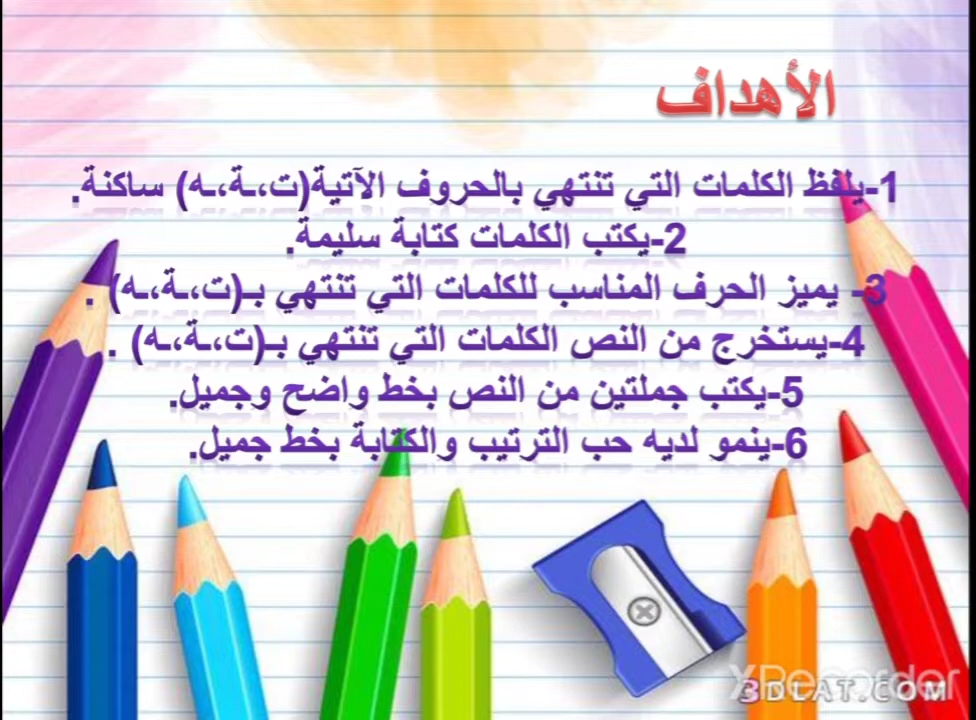 الأهداف
1-يلفظ الكلمات التي تنتهي بالحروف الآتية(ت،ـة،ـه) ساكنة.
2-يكتب الكلمات كتابة سليمة.
3- يميز الحرف المناسب للكلمات التي تنتهي بـ(ت،ـة،ـه) .
4-يستخرج من النص الكلمات التي تنتهي بـ(ت،ـة،ـه) .
5-يكتب جملتين من النص بخط واضح وجميل.
6-ينمو لديه حب الترتيب والكتابة بخط جميل.
XRecorder
3DLAT.COM